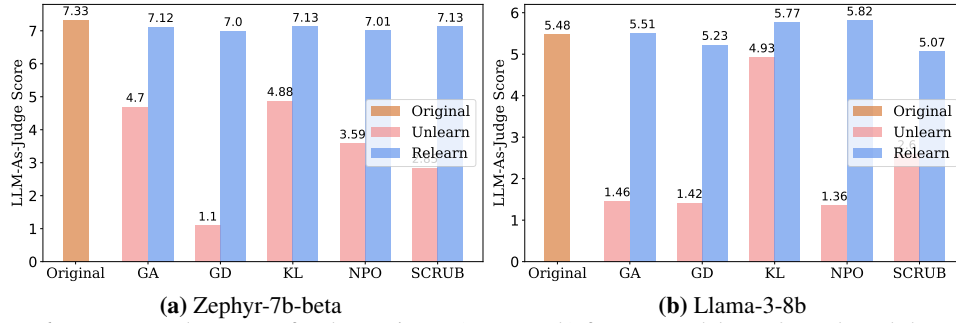 7.33
7.12
7.0
7.13
7.01
7.13
4.7
1.1
4.88
3.59
LLM-As-Judge Score
7
6
5
4
3
2
1
0
Original
Unlearn
Relearn
Original GA GD KL NPO SCRUB
(a) Zephyr-7b-beta
5.48
5.51
5.23
5.77
5.82
5.07
1.46
1.42
4.93
1.36
LLM-As-Judge Score
6
5
4
3
2
1
0
Original
Unlearn
Relearn
Original GA GD KL NPO SCRUB
(b) Llama-3-8b